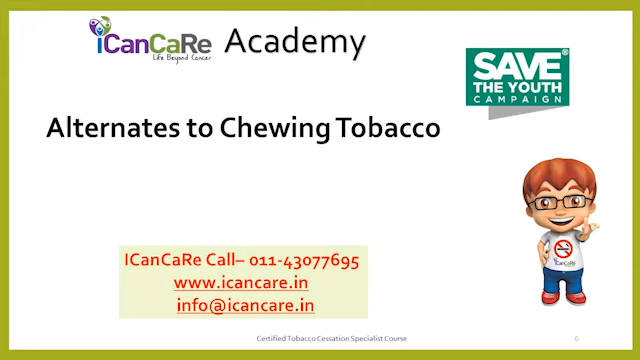 iCanCaRe Academy
Life Beyond Cancer
SAVE
THE YOUTH
CAMPAIGN
Alternates to Chewing Tobacco
iCanCaRe
ICanCaRe Call– 011-43077695
www.icancare.in
info@icancare.in
Certified Tobacco Cessation Specialist Course
6